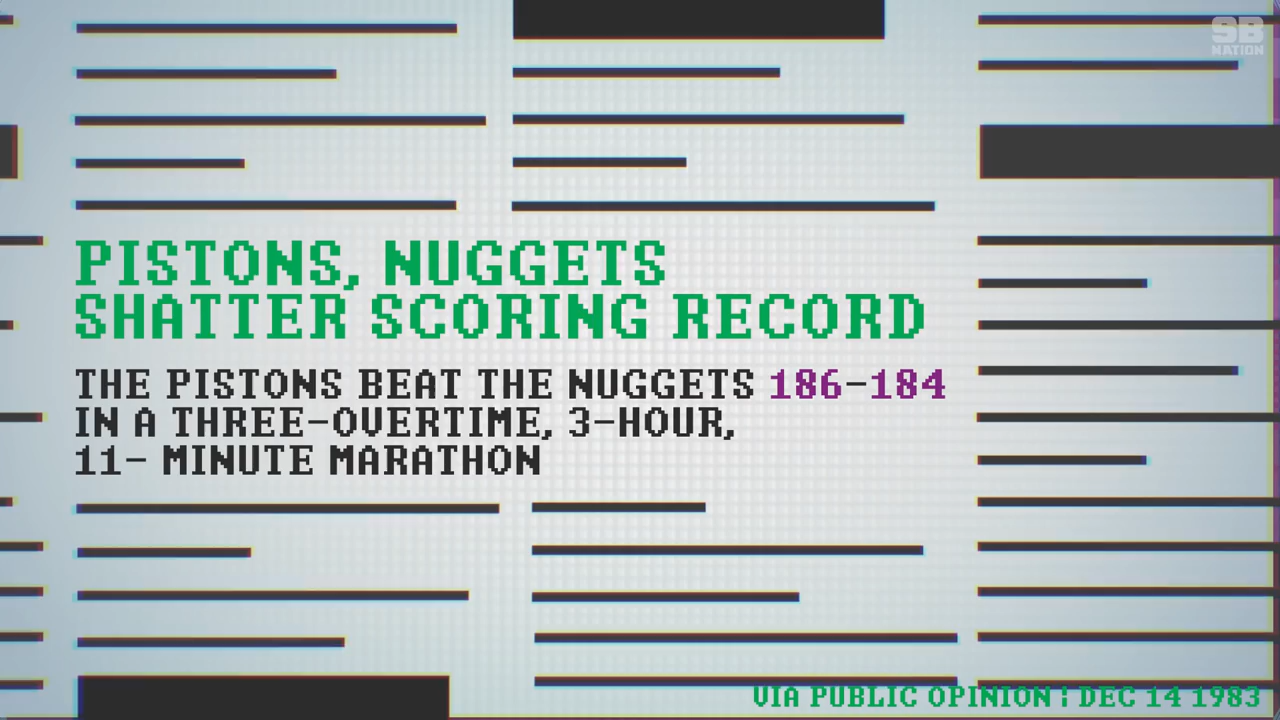 SB
NATION
PISTONS, NUGGETS
SHATTER SCORING RECORD
THE PISTONS BEAT THE NUGGETS 186-184
IN A THREE-OVERTIME, 3-HOUR,
11- MINUTE MARATHON
VIA PUBLIC OPINION | DEC 14 1983